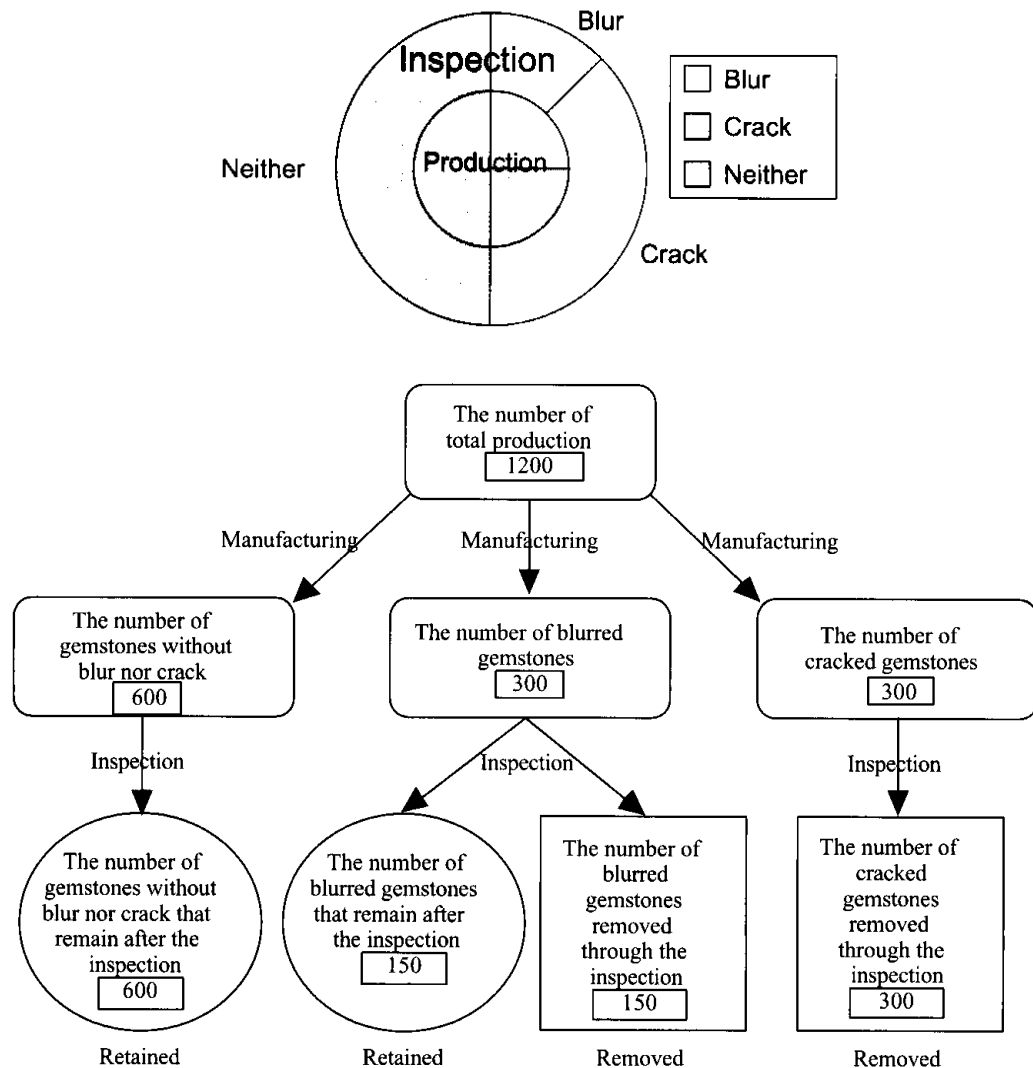 Blur
Inspection
Blur
Crack
Neither
Production
Neither
Crack
The number of
total production
1200
Manufacturing
Manufacturing
Manufacturing
The number of
gemstones without
blur nor crack
600
The number of blurred
gemstones
300
The number of
cracked gemstones
300
Inspection
Inspection
Inspection
The number of
gemstones without
blur nor crack that
remain after the
inspection
600
The number of
blurred gemstones
that remain after
the inspection
150
The number of
blurred
gemstones
removed
through the
inspection
150
The number of
cracked
gemstones
removed
through the
inspection
300
Retained
Retained
Removed
Removed